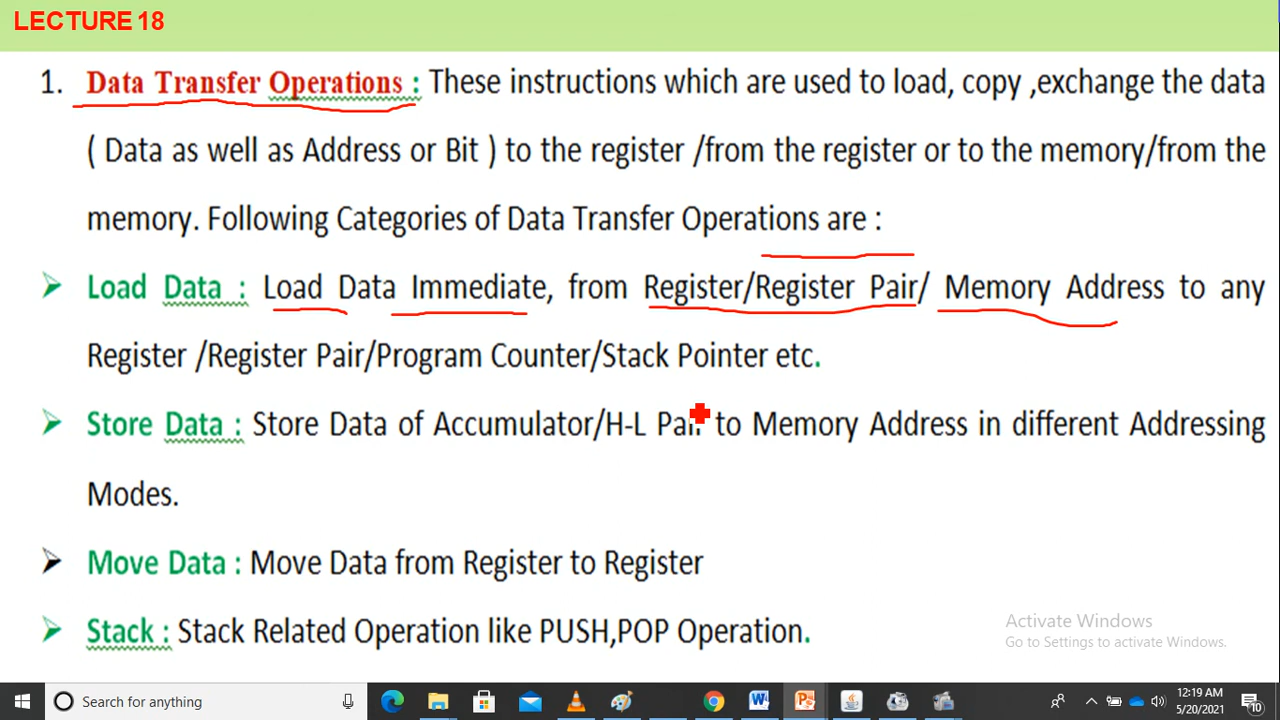 LECTURE 18
1. Data Transfer Operations : These instructions which are used to load, copy ,exchange the data
( Data as well as Address or Bit ) to the register /from the register or to the memory/from the
memory. Following Categories of Data Transfer Operations are :
Load Data : Load Data Immediate, from Register/Register Pair/ Memory Address to any
Register /Register Pair/Program Counter/Stack Pointer etc.
Store Data : Store Data of Accumulator/H-L Pair to Memory Address in different Addressing
Modes.
Move Data : Move Data from Register to Register
Stack : Stack Related Operation like PUSH,POP Operation.
Activate Windows
Go to Settings to activate Windows.
Search for anything
12:19 AM
5/20/2021
10